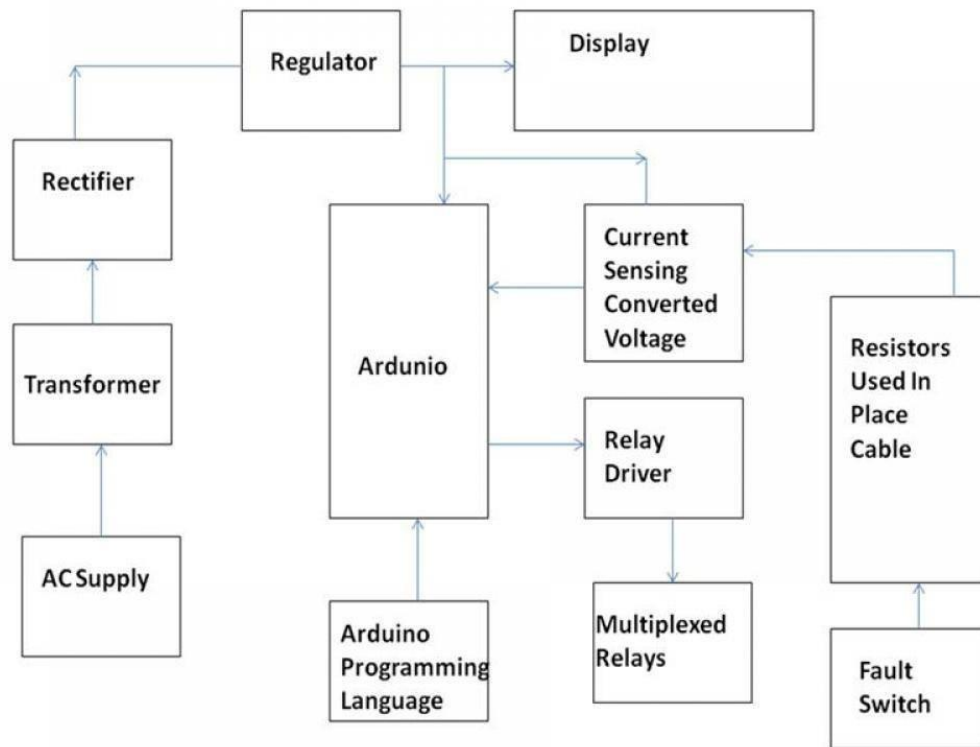 Regulator
Display
Rectifier
Current
Sensing
Converted
Voltage
Transformer
Ardunio
Resistors
Used In
Place
Cable
Relay
Driver
AC Supply
Arduino
Programming
Language
Multiplexed
Relays
Fault
Switch